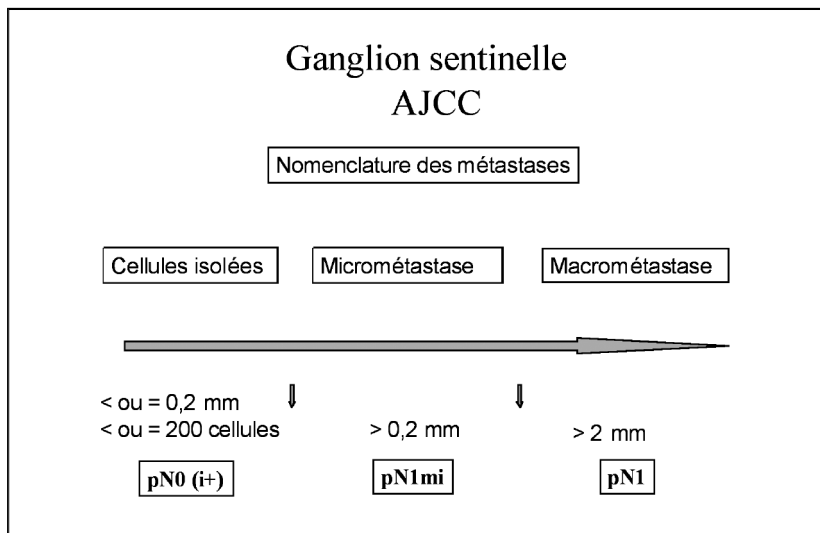 Ganglion sentinelle
AJCC
Nomenclature des métastases
Cellules isolées
Micrométastase
Macrométastase
< ou = 0,2 mm
< ou = 200 cellules
> 0,2 mm
> 2 mm
pN0 (i+)
pN1mi
pN1